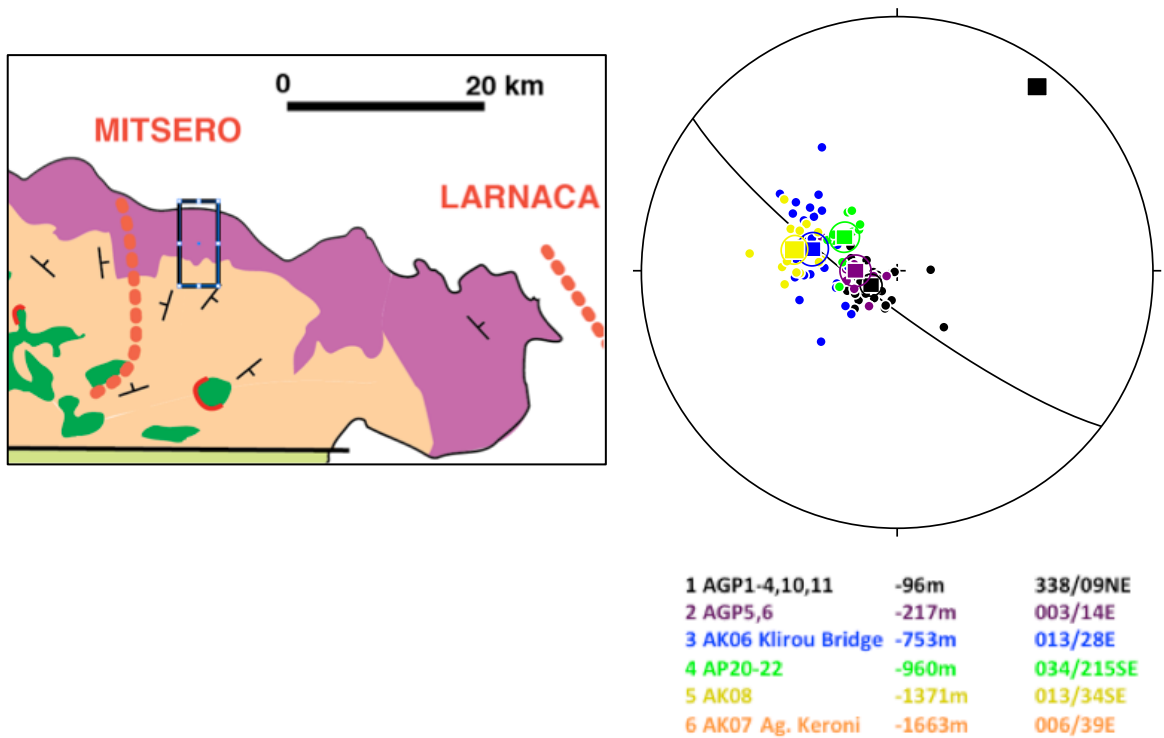 0 20 km
MITSERO
LARNACA
1 AGP1-4,10,11 -96m 338/09NE
2 AGP5,6 -217m 003/14E
3 AK06 Klirou Bridge -753m 013/28E
4 AP20-22 -960m 034/215SE
5 AK08 -1371m 013/34SE
6 AK07 Ag. Keroni -1663m 006/39E